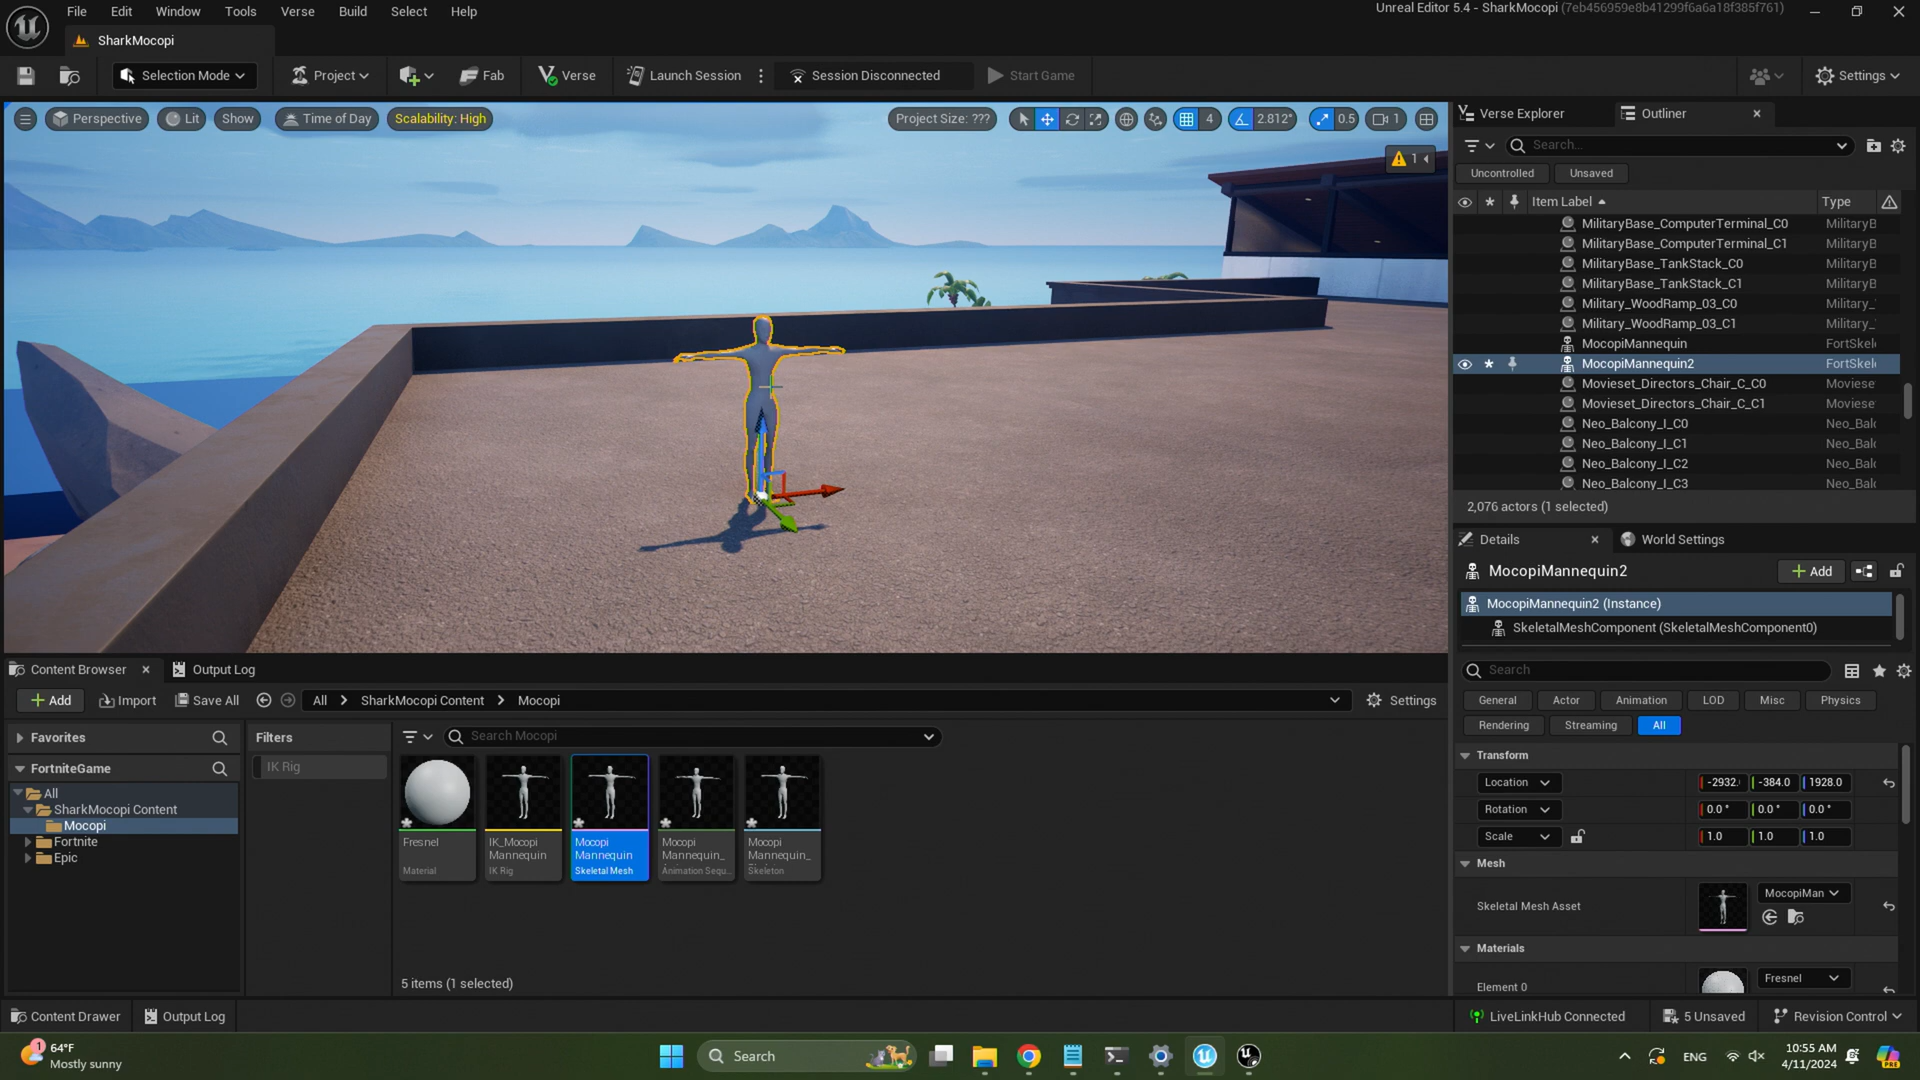 File Edit Window Tools Verse Build Select Help
Unreal Editor 5.4 - SharkMocopi (7eb456959e8b41299f6a6a18f385f761)
SharkMocopi
Selection Mode Project Fab Verse Launch Session Session Disconnected Start Game Settings
Perspective Lit Show Time of Day Scalability: High Project Size: ??? 4 2.812° 0.5 1
1
Verse Explorer Outliner
Search...
Uncontrolled Unsaved
Item Label Type
MilitaryBase_ComputerTerminal_C0 MilitaryB
MilitaryBase_ComputerTerminal_C1 MilitaryB
MilitaryBase_TankStack_C0 MilitaryB
MilitaryBase_TankStack_C1 MilitaryB
Military_WoodRamp_03_C0 Military_
Military_WoodRamp_03_C1 Military_
MocopiMannequin FortSkel
MocopiMannequin2 FortSkel
Movieset_Directors_Chair_C_C0 Moviese
Movieset_Directors_Chair_C_C1 Moviese
Neo_Balcony_I_C0 Neo_Bal
Neo_Balcony_I_C1 Neo_Bal
Neo_Balcony_I_C2 Neo_Bal
Neo_Balcony_I_C3 Neo_Bal
2,076 actors (1 selected)
Details World Settings
MocopiMannequin2 Add
MocopiMannequin2 (Instance)
SkeletalMeshComponent (SkeletalMeshComponent0)
Search
General Actor Animation LOD Misc Physics
Rendering Streaming All
Transform
Location -2932. -384.0 1928.0
Rotation 0.0 ° 0.0 ° 0.0 °
Scale 1.0 1.0 1.0
Mesh
Skeletal Mesh Asset MocopiMan
Materials
Element 0 Fresnel
Content Browser Output Log
Add Import Save All All SharkMocopi Content Mocopi Settings
Favorites
FortniteGame
All
SharkMocopi Content
Mocopi
Fortnite
Epic
Filters
IK Rig
Search Mocopi
Fresnel
Material
IK_Mocopi
Mannequin
IK Rig
Mocopi
Mannequin
Skeletal Mesh
Mocopi
Mannequin_
Animation Sequ...
Mocopi
Mannequin_
Skeleton
5 items (1 selected)
Content Drawer Output Log LiveLinkHub Connected 5 Unsaved Revision Control
1
64°F
Mostly sunny
Search
ENG
10:55 AM
4/11/2024
PRE